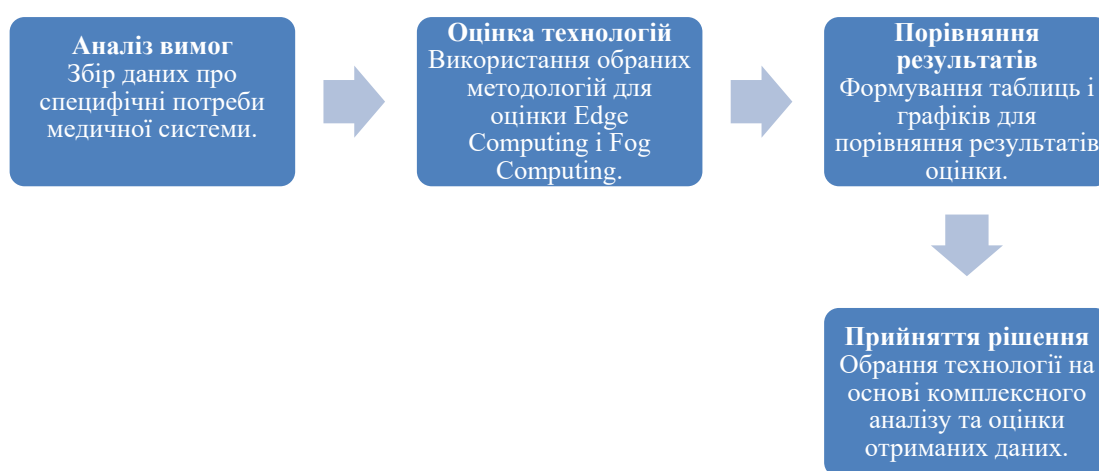 Аналіз вимог
Збір даних про
специфічні потреби
медичної системи.
Оцінка технологій
Використання обраних
методологій для
оцінки Edge
Computing і Fog
Computing.
Порівняння
результатів
Формування таблиць і
графіків для
порівняння результатів
оцінки.
Прийняття рішення
Обрання технології на
основі комплексного
аналізу та оцінки
отриманих даних.